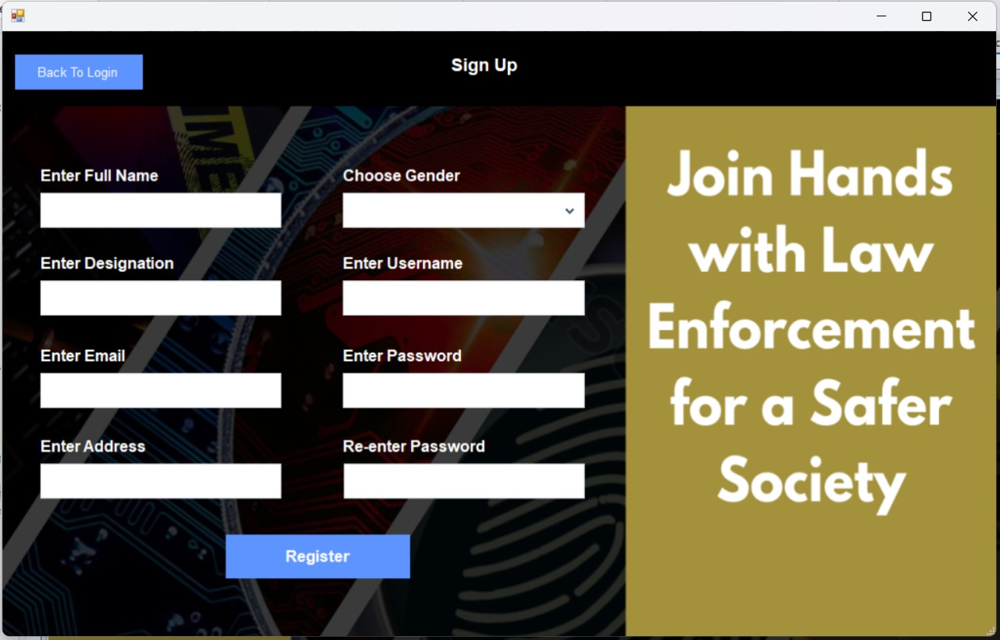 Back To Login
Sign Up
Enter Full Name
Choose Gender
Enter Designation
Enter Username
Enter Email
Enter Password
Enter Address
Re-enter Password
Register
Join Hands
with Law
Enforcement
for a Safer
Society